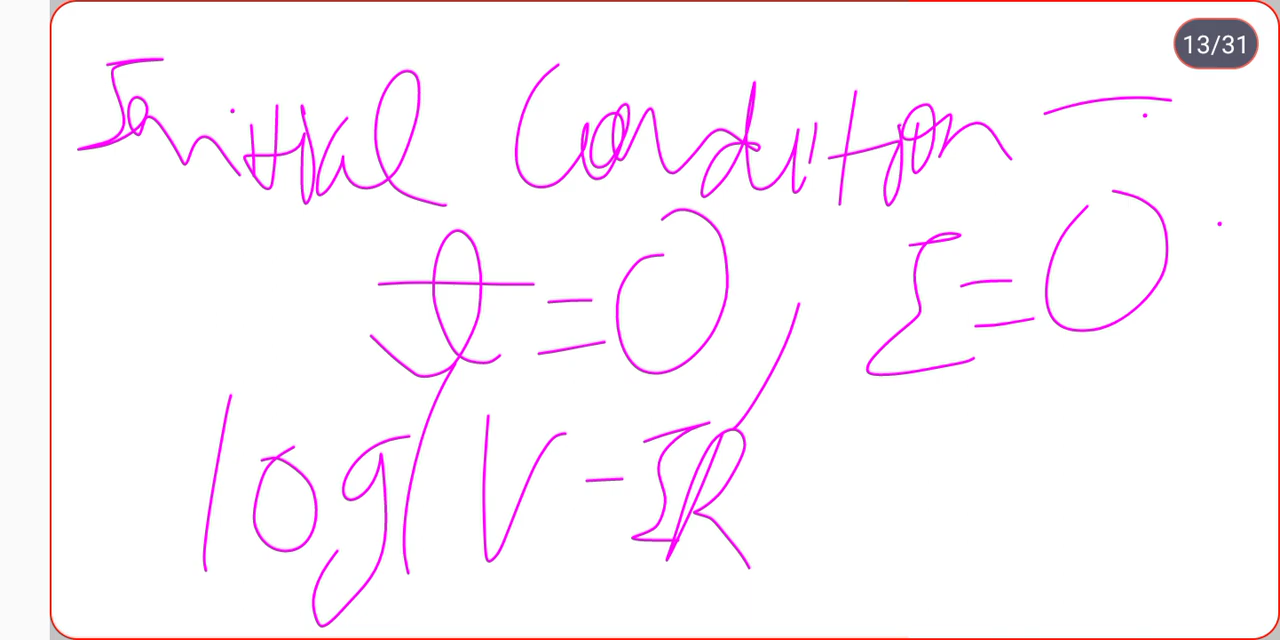 13/31
Initial Condition -
t = 0, I = 0
log(V - IR